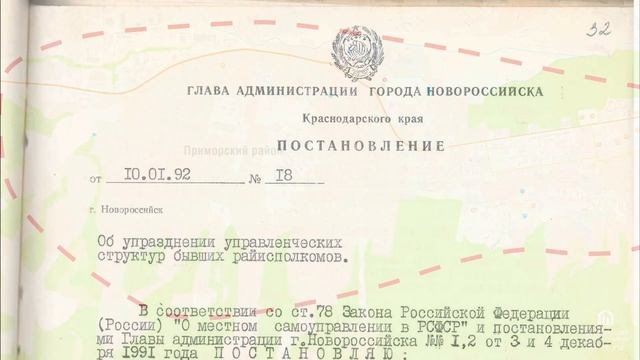 32
ГЛАВА АДМИНИСТРАЦИИ ГОРОДА НОВОРОССИЙСКА
Краснодарского края
ПОСТАНОВЛЕНИЕ
Приморский район
от 10.01.92 № 18
г. Новороссийск
Об упразднении управленческих
структур бывших райисполкомов.
В соответствии со ст.78 Закона Российской Федерации
(России) "О местном самоуправлении в РСФСР" и постановления-
ми Главы администрации г.Новороссийска №№ 1,2 от 3 и 4 декаб-
ря 1991 года ПОСТАНОВЛЯЮ: